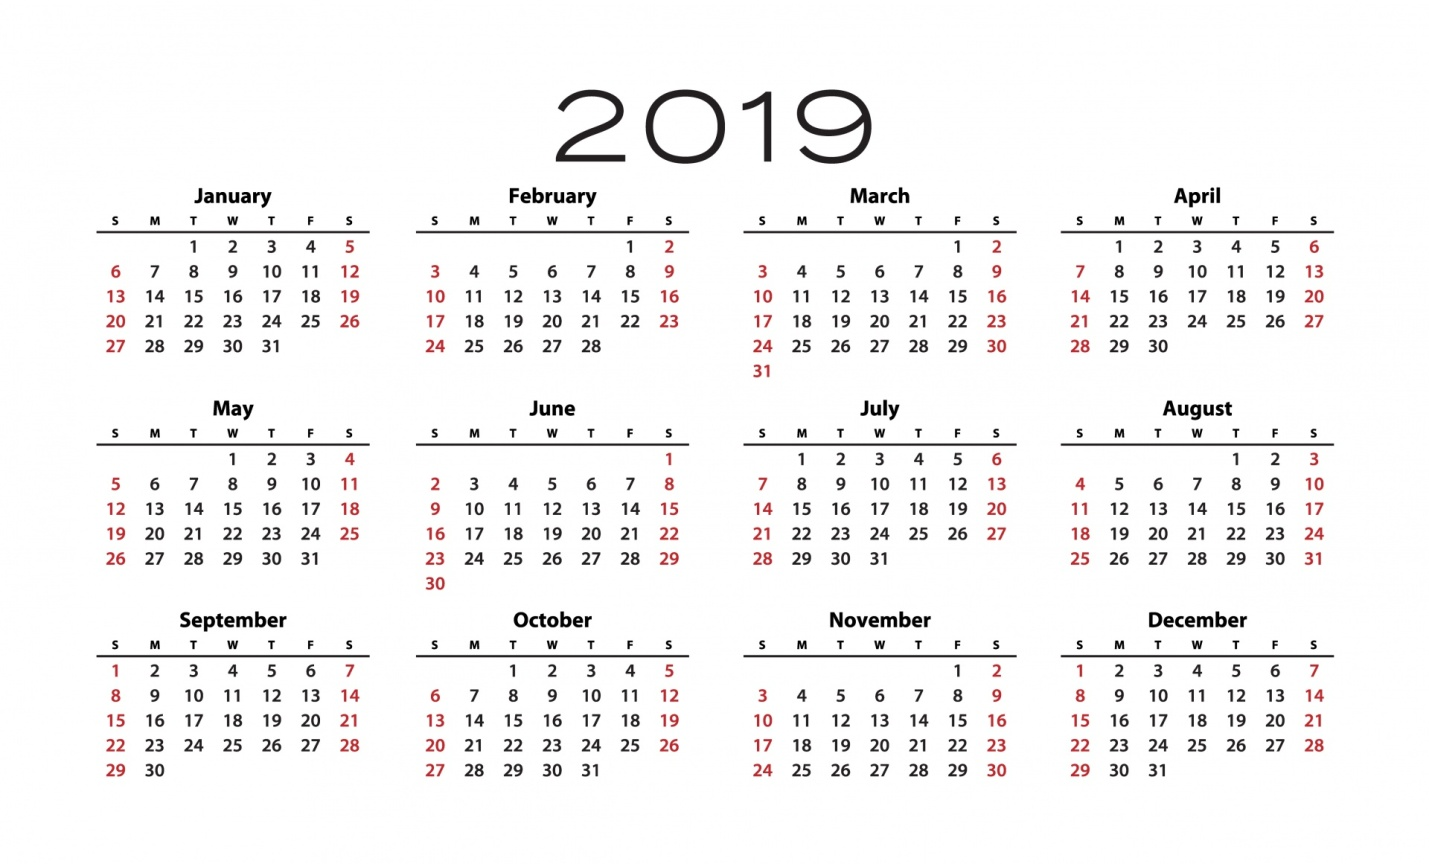 2019
January
S M T W T F S
1 2 3 4 5
6 7 8 9 10 11 12
13 14 15 16 17 18 19
20 21 22 23 24 25 26
27 28 29 30 31
February
S M T W T F S
1 2
3 4 5 6 7 8 9
10 11 12 13 14 15 16
17 18 19 20 21 22 23
24 25 26 27 28
March
S M T W T F S
1 2
3 4 5 6 7 8 9
10 11 12 13 14 15 16
17 18 19 20 21 22 23
24 25 26 27 28 29 30
31
April
S M T W T F S
1 2 3 4 5 6
7 8 9 10 11 12 13
14 15 16 17 18 19 20
21 22 23 24 25 26 27
28 29 30
May
S M T W T F S
1 2 3 4
5 6 7 8 9 10 11
12 13 14 15 16 17 18
19 20 21 22 23 24 25
26 27 28 29 30 31
June
S M T W T F S
1
2 3 4 5 6 7 8
9 10 11 12 13 14 15
16 17 18 19 20 21 22
23 24 25 26 27 28 29
30
July
S M T W T F S
1 2 3 4 5 6
7 8 9 10 11 12 13
14 15 16 17 18 19 20
21 22 23 24 25 26 27
28 29 30 31
August
S M T W T F S
1 2 3
4 5 6 7 8 9 10
11 12 13 14 15 16 17
18 19 20 21 22 23 24
25 26 27 28 29 30 31
September
S M T W T F S
1 2 3 4 5 6 7
8 9 10 11 12 13 14
15 16 17 18 19 20 21
22 23 24 25 26 27 28
29 30
October
S M T W T F S
1 2 3 4 5
6 7 8 9 10 11 12
13 14 15 16 17 18 19
20 21 22 23 24 25 26
27 28 29 30 31
November
S M T W T F S
1 2
3 4 5 6 7 8 9
10 11 12 13 14 15 16
17 18 19 20 21 22 23
24 25 26 27 28 29 30
December
S M T W T F S
1 2 3 4 5 6 7
8 9 10 11 12 13 14
15 16 17 18 19 20 21
22 23 24 25 26 27 28
29 30 31